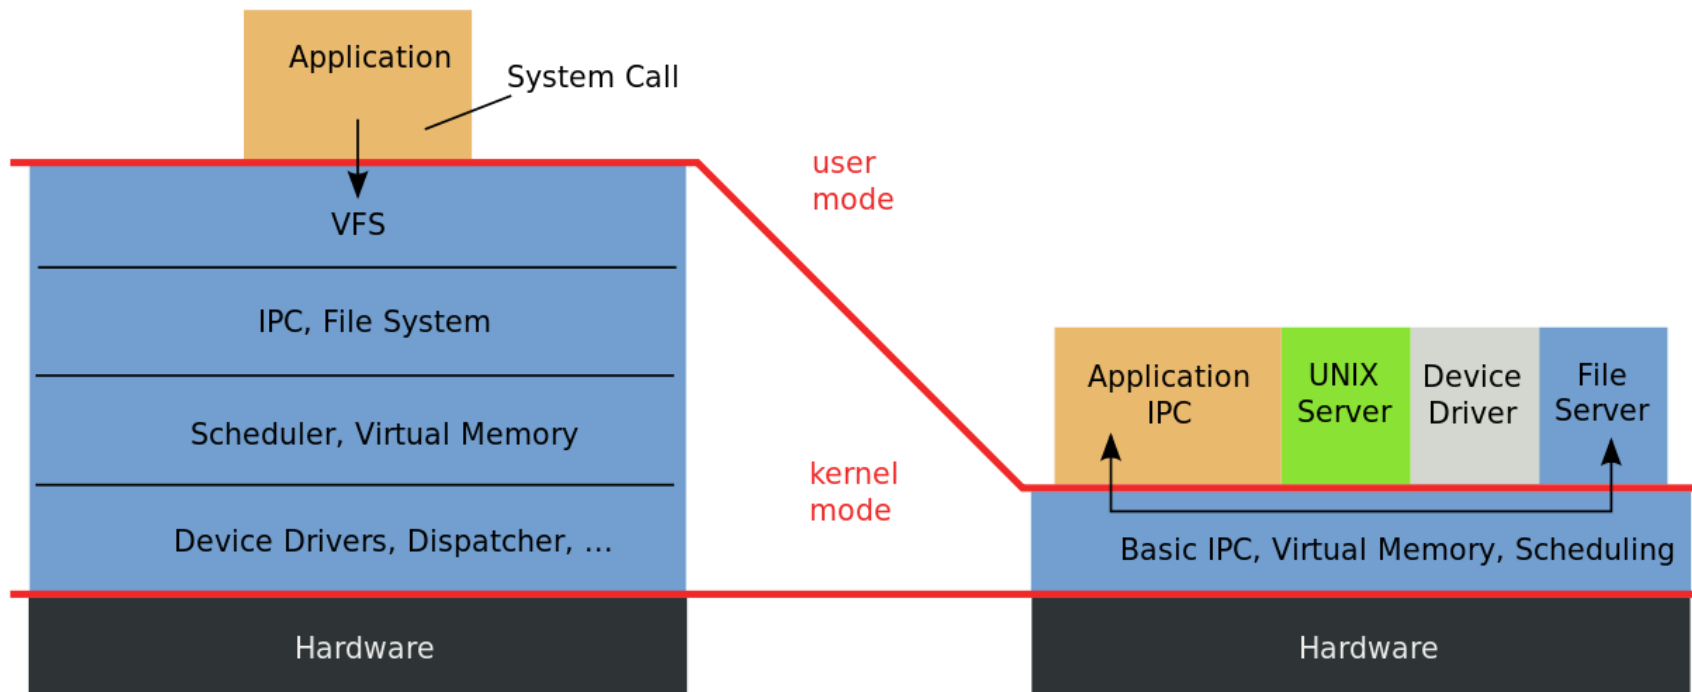 Application
System Call
VFS
IPC, File System
Scheduler, Virtual Memory
Device Drivers, Dispatcher, ...
Hardware
user
mode
kernel
mode
Application
IPC
UNIX
Server
Device
Driver
File
Server
Basic IPC, Virtual Memory, Scheduling
Hardware